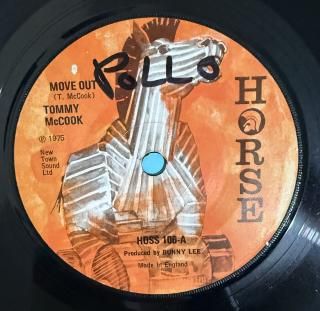 MOVE OUT
(T. McCook)
POLLO
TOMMY
McCOOK
℗ 1975
New
Town
Sound
Ltd
HORSE
HOSS 106-A
Produced by BUNNY LEE
Made in England